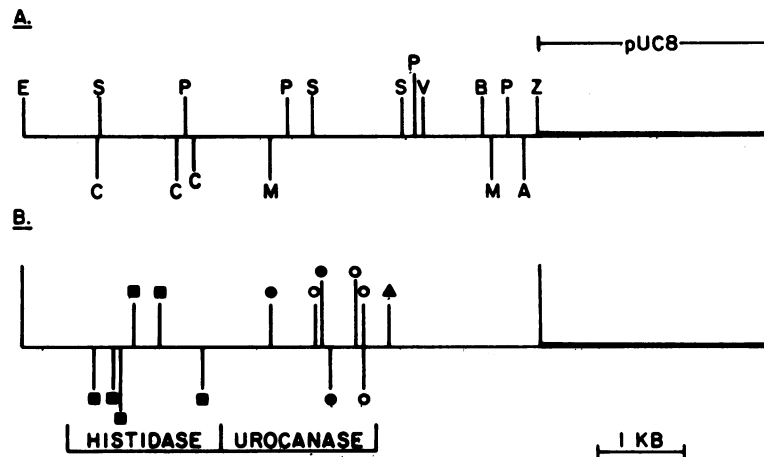 A.
pUC8
P
E S P P S S V B P Z
C C C M M A
B.
HISTIDASE UROCANASE
1 KB